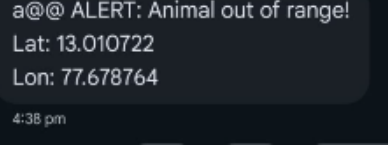 a@@ ALERT: Animal out of range!
Lat: 13.010722
Lon: 77.678764
4:38 pm